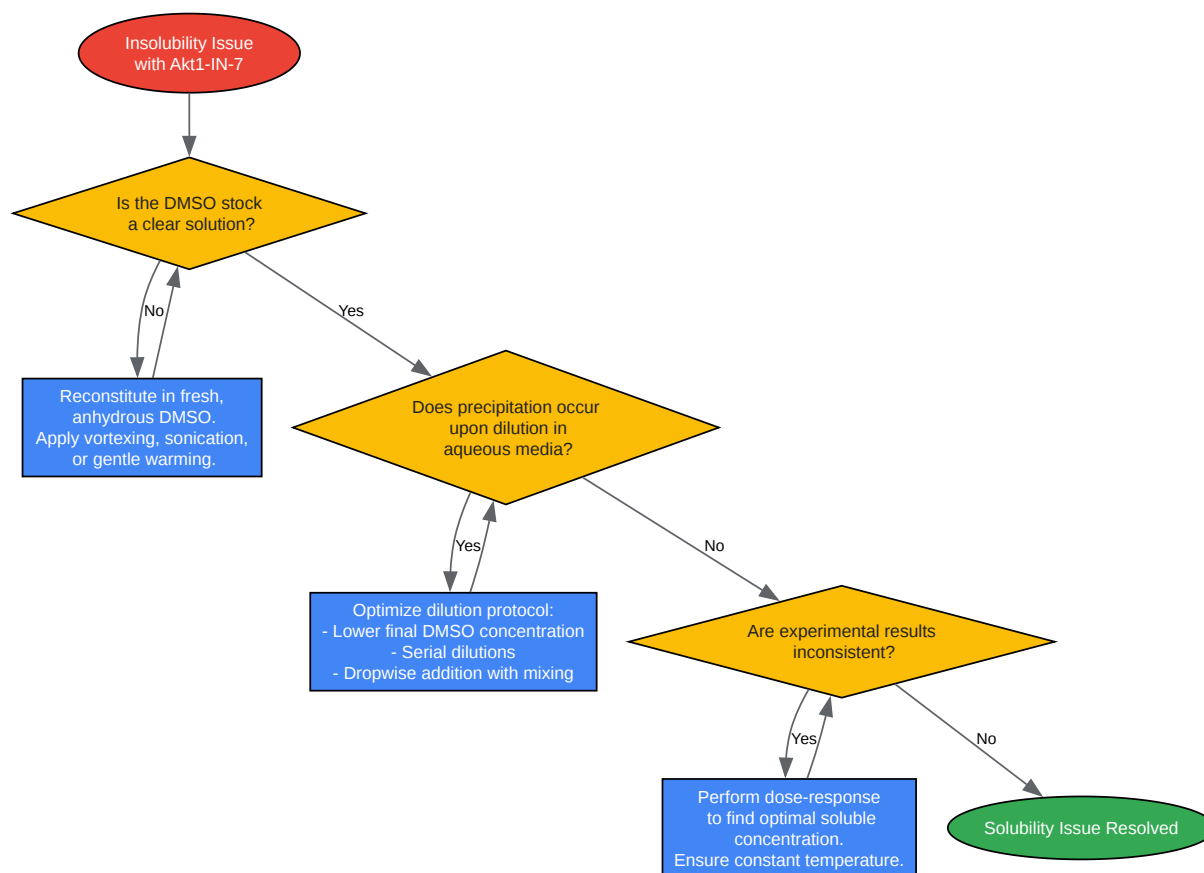 Insolubility Issue
with Akt1-IN-7
Is the DMSO stock
a clear solution?
No
Yes
Reconstitute in fresh,
anhydrous DMSO.
Apply vortexing, sonication,
or gentle warming.
Does precipitation occur
upon dilution in
aqueous media?
Yes
No
Optimize dilution protocol:
- Lower final DMSO concentration
- Serial dilutions
- Dropwise addition with mixing
Are experimental results
inconsistent?
Yes
No
Perform dose-response
to find optimal soluble
concentration.
Ensure constant temperature.
Solubility Issue Resolved